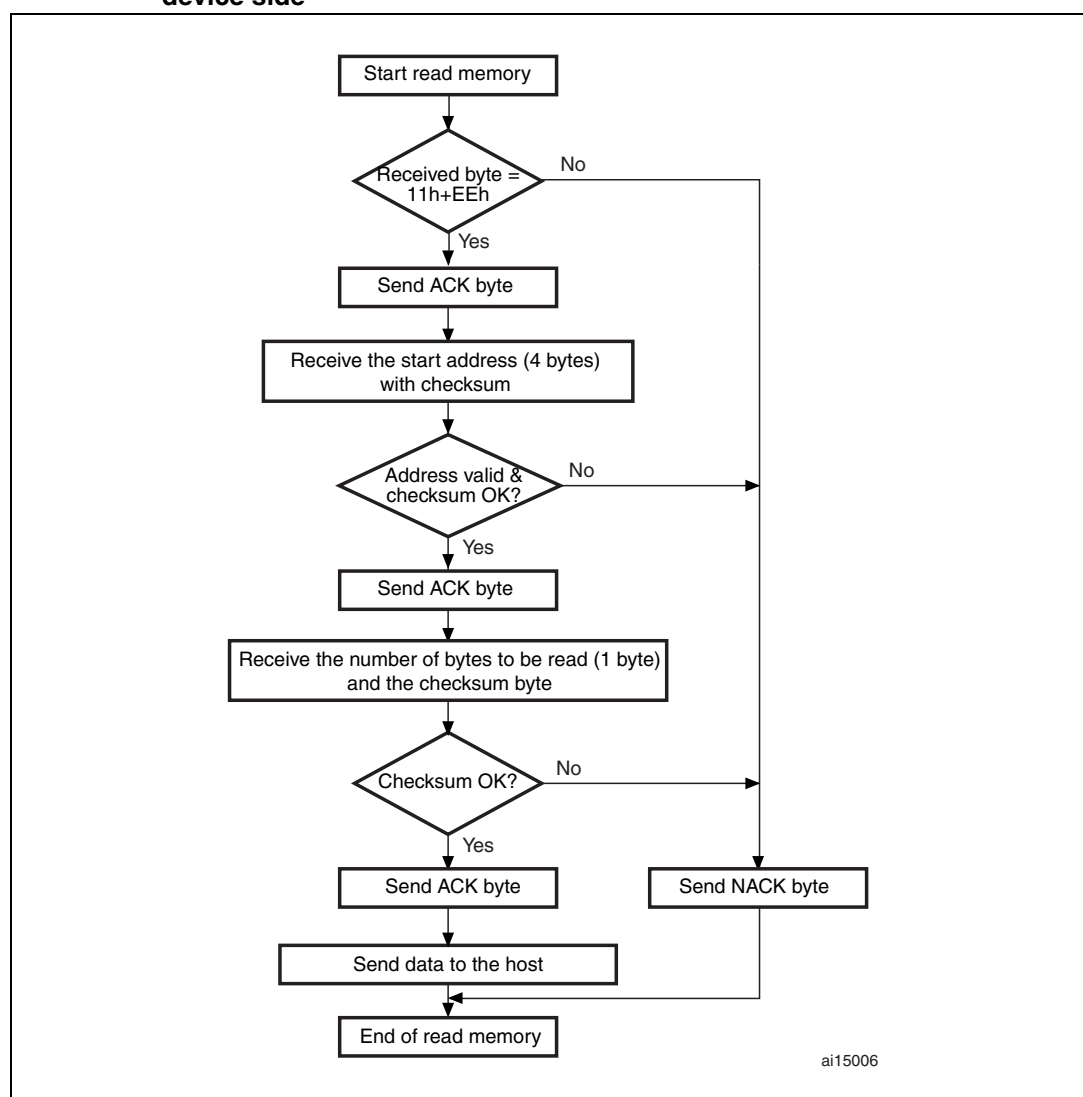 device side
Start read memory
Received byte =
11h+EEh
No
Yes
Send ACK byte
Receive the start address (4 bytes)
with checksum
Address valid &
checksum OK?
No
Yes
Send ACK byte
Receive the number of bytes to be read (1 byte)
and the checksum byte
Checksum OK?
No
Yes
Send ACK byte
Send NACK byte
Send data to the host
End of read memory
ai15006